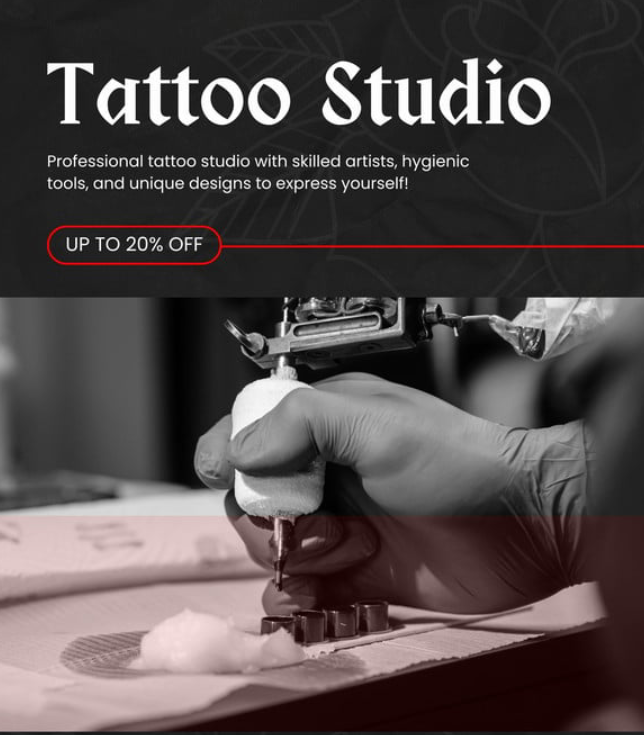 Tattoo Studio
Professional tattoo studio with skilled artists, hygienic
tools, and unique designs to express yourself!
UP TO 20% OFF